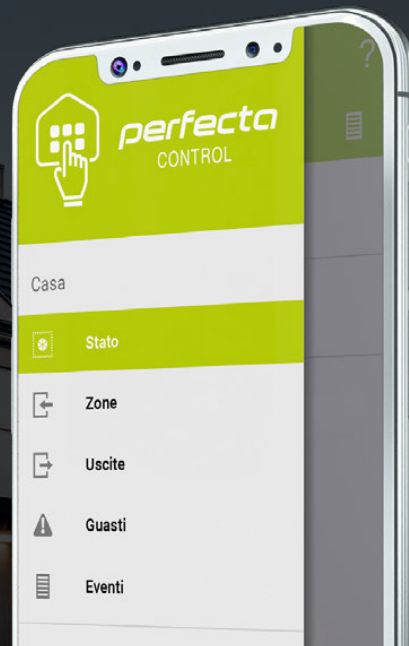 ?
perfecta
CONTROL
Casa
Stato
Zone
Uscite
Guasti
Eventi